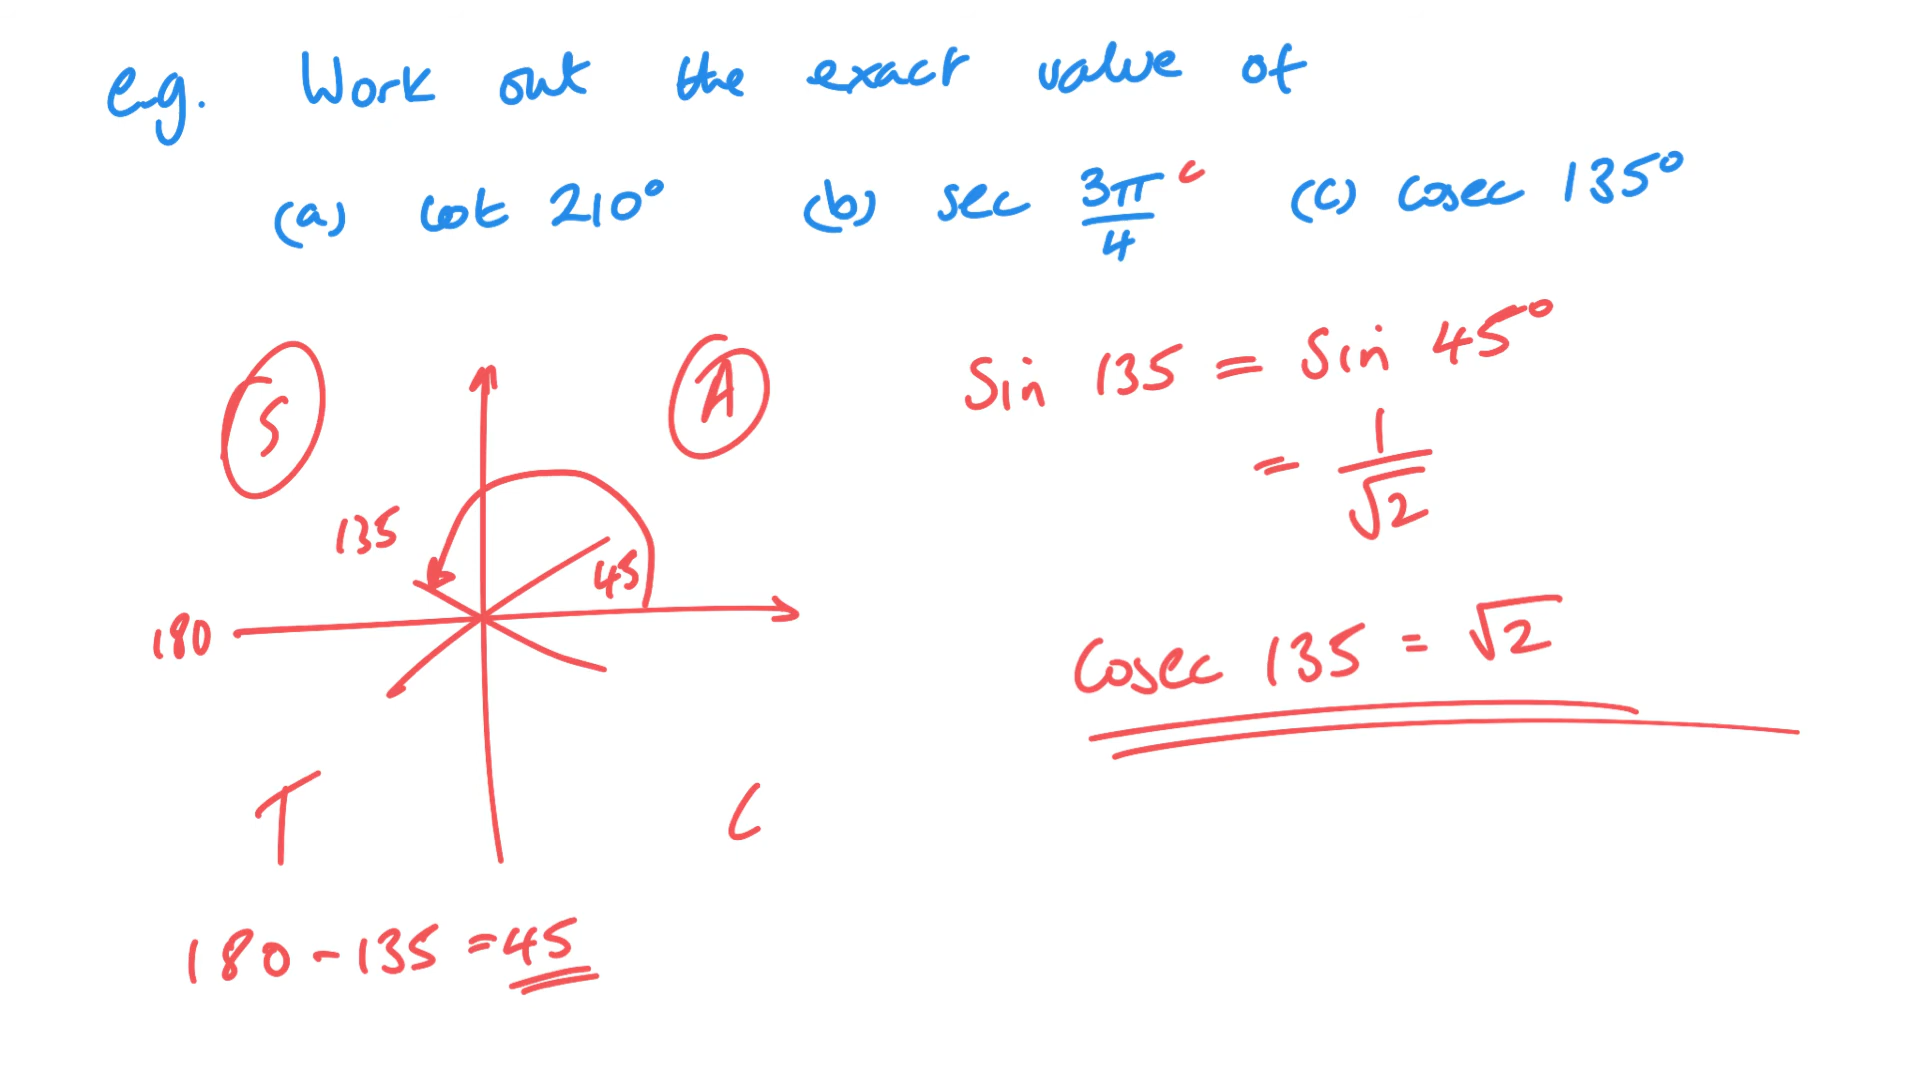 e.g. Work out the exact value of
(a) cot 210° (b) sec 3π/4 ᶜ (c) cosec 135°
S A
Sin 135 = Sin 45°
= 1/√2
135
45
180
Cosec 135 = √2
T C
180 - 135 = 45